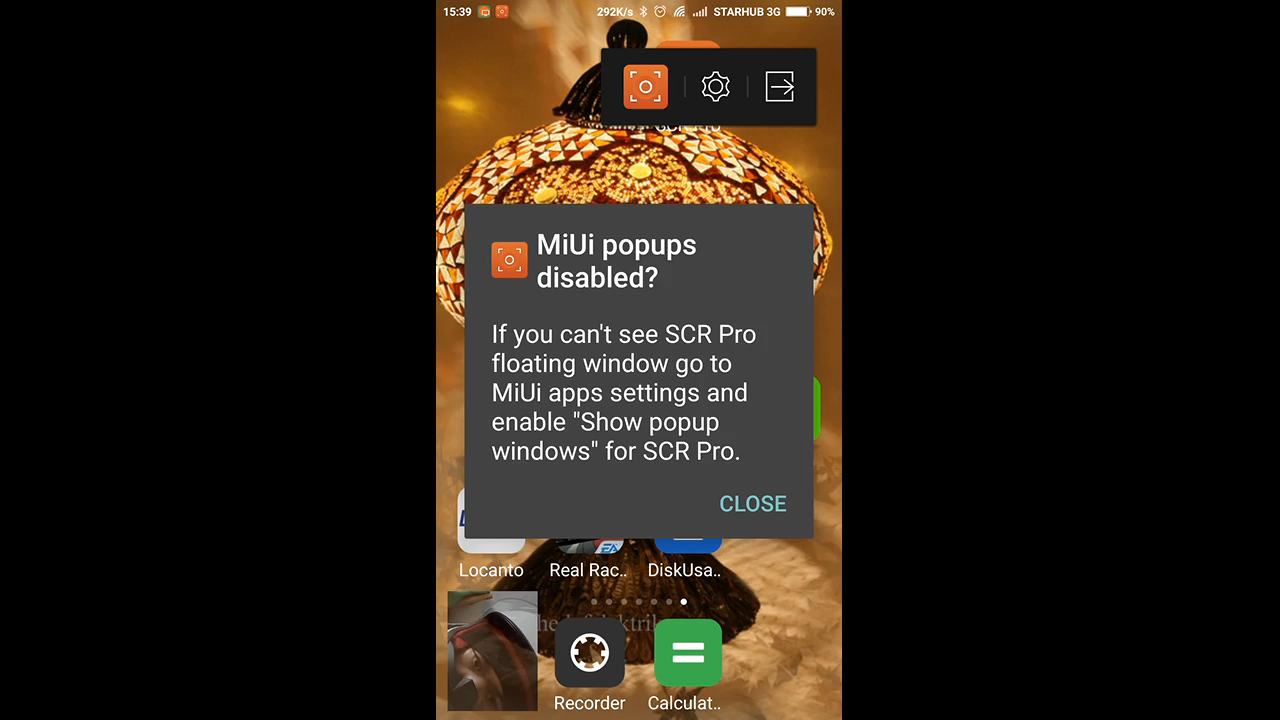 15:39 292K/s STARHUB 3G 90%
MiUi popups
disabled?
If you can't see SCR Pro
floating window go to
MiUi apps settings and
enable "Show popup
windows" for SCR Pro.
CLOSE
EA
Locanto Real Rac.. DiskUsa..
Recorder Calculat..